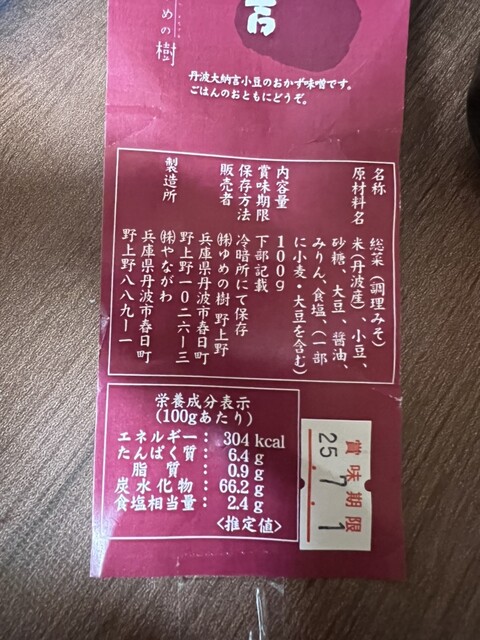 言
めの樹
丹波大納言小豆のおかず味噌です。
ごはんのおともにどうぞ。
名称 総菜（調理みそ）
原材料名 米（丹波産）、小豆、
砂糖、大豆、醤油、
みりん、食塩、（一部
に小麦・大豆を含む）
内容量 100g
賞味期限 下部記載
保存方法 冷暗所にて保存
販売者 ㈱ゆめの樹 野上野
兵庫県丹波市春日町
野上野一〇二六ー三
製造所 ㈱やながわ
兵庫県丹波市春日町
野上野八八九ー一
栄養成分表示
(100gあたり)
エネルギー： 304 kcal
たんぱく質： 6.4 g
脂質： 0.9 g
炭水化物： 66.2 g
食塩相当量： 2.4 g
<推定値>
賞味期限
25.7.1